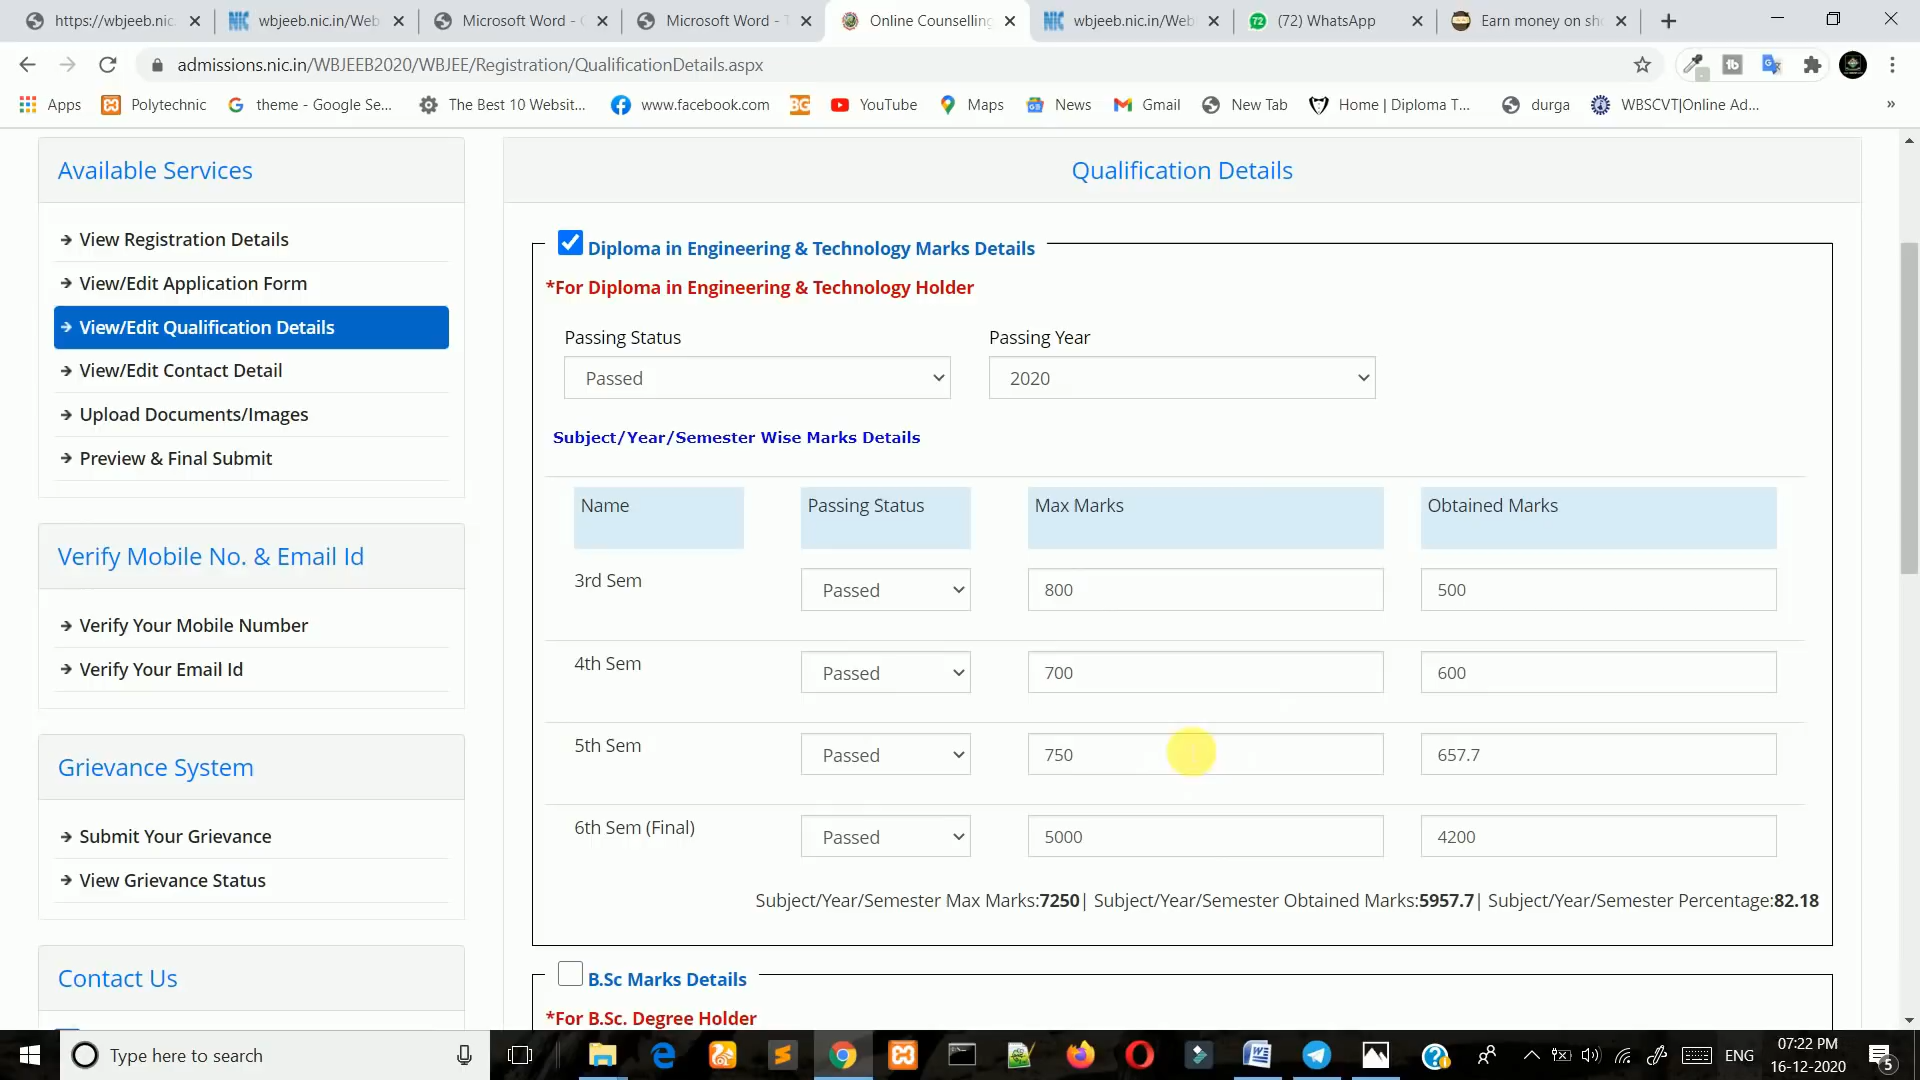 https://wbjeeb.nic.
wbjeeb.nic.in/Web
Microsoft Word -
Microsoft Word -
Online Counselling
wbjeeb.nic.in/Web
(72) WhatsApp
Earn money on sh
admissions.nic.in/WBJEEB2020/WBJEE/Registration/QualificationDetails.aspx
Apps
Polytechnic
theme - Google Se...
The Best 10 Websit...
www.facebook.com
YouTube
Maps
News
Gmail
New Tab
Home | Diploma T...
durga
WBSCVT|Online Ad...
»
Available Services
View Registration Details
View/Edit Application Form
View/Edit Qualification Details
View/Edit Contact Detail
Upload Documents/Images
Preview & Final Submit
Verify Mobile No. & Email Id
Verify Your Mobile Number
Verify Your Email Id
Grievance System
Submit Your Grievance
View Grievance Status
Contact Us
Qualification Details
Diploma in Engineering & Technology Marks Details
*For Diploma in Engineering & Technology Holder
Passing Status Passing Year
Passed 2020
Subject/Year/Semester Wise Marks Details
Name Passing Status Max Marks Obtained Marks
3rd Sem Passed 800 500
4th Sem Passed 700 600
5th Sem Passed 750 657.7
6th Sem (Final) Passed 5000 4200
Subject/Year/Semester Max Marks:7250| Subject/Year/Semester Obtained Marks:5957.7| Subject/Year/Semester Percentage:82.18
B.Sc Marks Details
*For B.Sc. Degree Holder
Type here to search
ENG
07:22 PM
16-12-2020
5